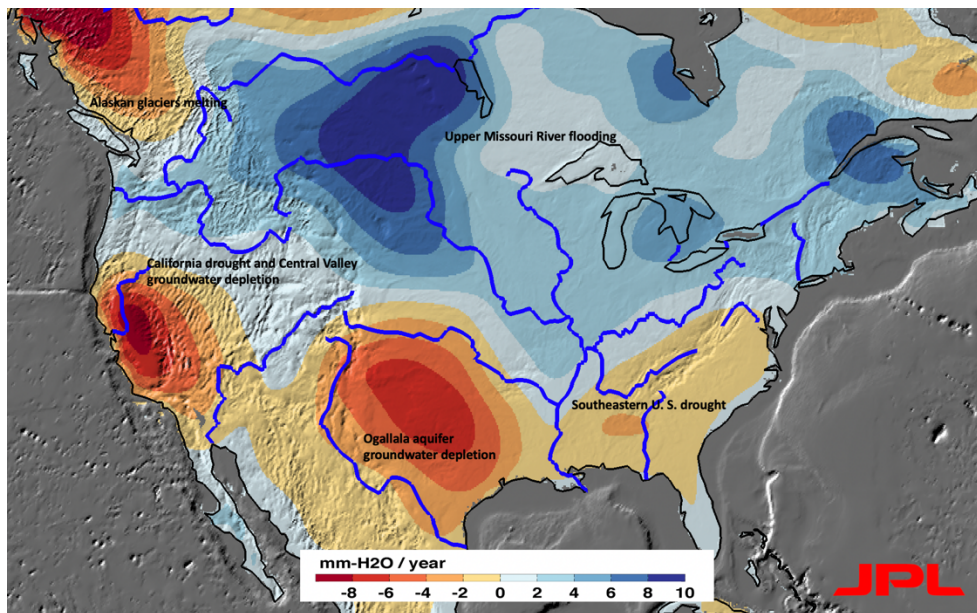 Alaskan glaciers melting
Upper Missouri River flooding
California drought and Central Valley
groundwater depletion
Southeastern U. S. drought
Ogallala aquifer
groundwater depletion
mm-H2O / year
-8 -6 -4 -2 0 2 4 6 8 10
JPL